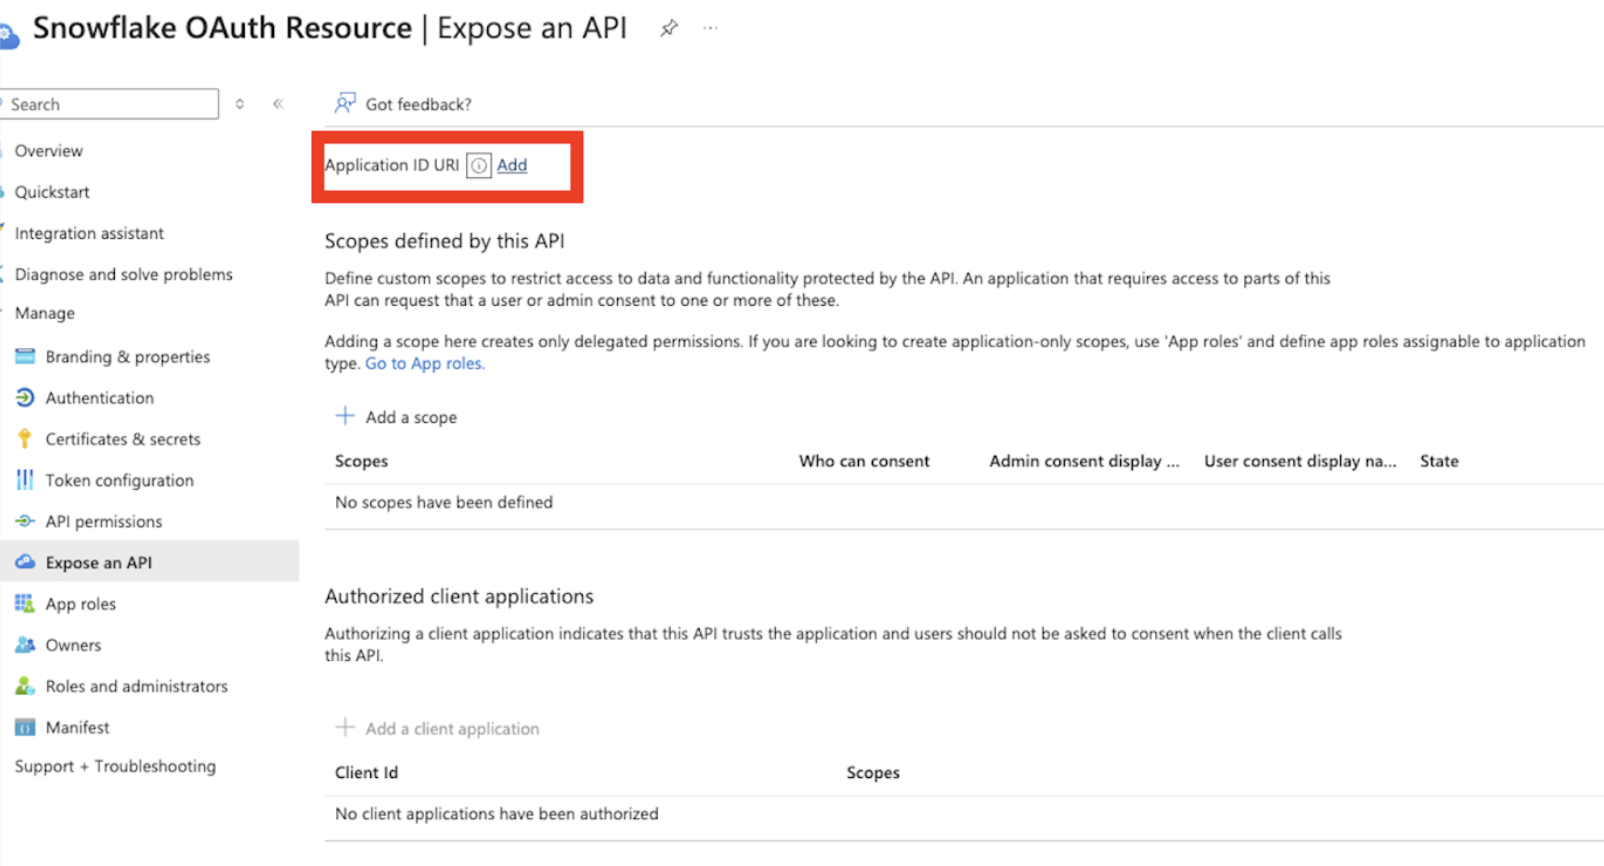 Snowflake OAuth Resource | Expose an API
Search
Got feedback?
Overview
Quickstart
Integration assistant
Diagnose and solve problems
Manage
Branding & properties
Authentication
Certificates & secrets
Token configuration
API permissions
Expose an API
App roles
Owners
Roles and administrators
Manifest
Support + Troubleshooting
Application ID URI Add
Scopes defined by this API
Define custom scopes to restrict access to data and functionality protected by the API. An application that requires access to parts of this
API can request that a user or admin consent to one or more of these.
Adding a scope here creates only delegated permissions. If you are looking to create application-only scopes, use 'App roles' and define app roles assignable to application
type. Go to App roles.
Add a scope
Scopes Who can consent Admin consent display ... User consent display na... State
No scopes have been defined
Authorized client applications
Authorizing a client application indicates that this API trusts the application and users should not be asked to consent when the client calls
this API.
Add a client application
Client Id Scopes
No client applications have been authorized